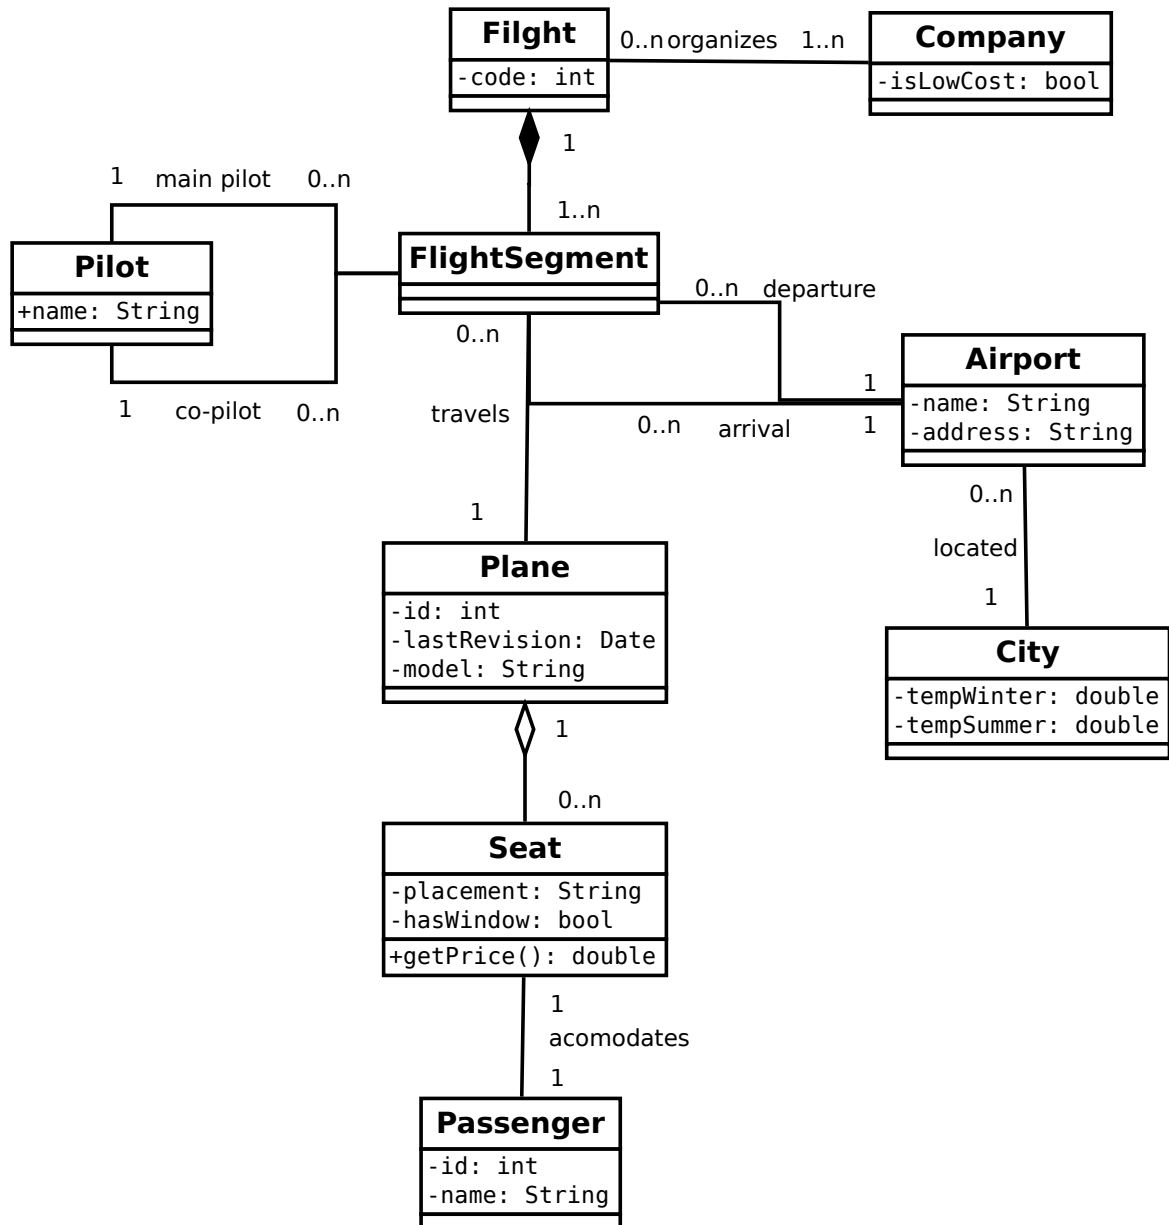 Filght
-code: int
0..n organizes 1..n
Company
-isLowCost: bool
1
1..n
1 main pilot 0..n
Pilot
+name: String
1 co-pilot 0..n
FlightSegment
0..n departure
1
0..n
travels
1
0..n arrival 1
Airport
-name: String
-address: String
0..n
located
1
City
-tempWinter: double
-tempSummer: double
Plane
-id: int
-lastRevision: Date
-model: String
1
0..n
Seat
-placement: String
-hasWindow: bool
+getPrice(): double
1
acomodates
1
Passenger
-id: int
-name: String